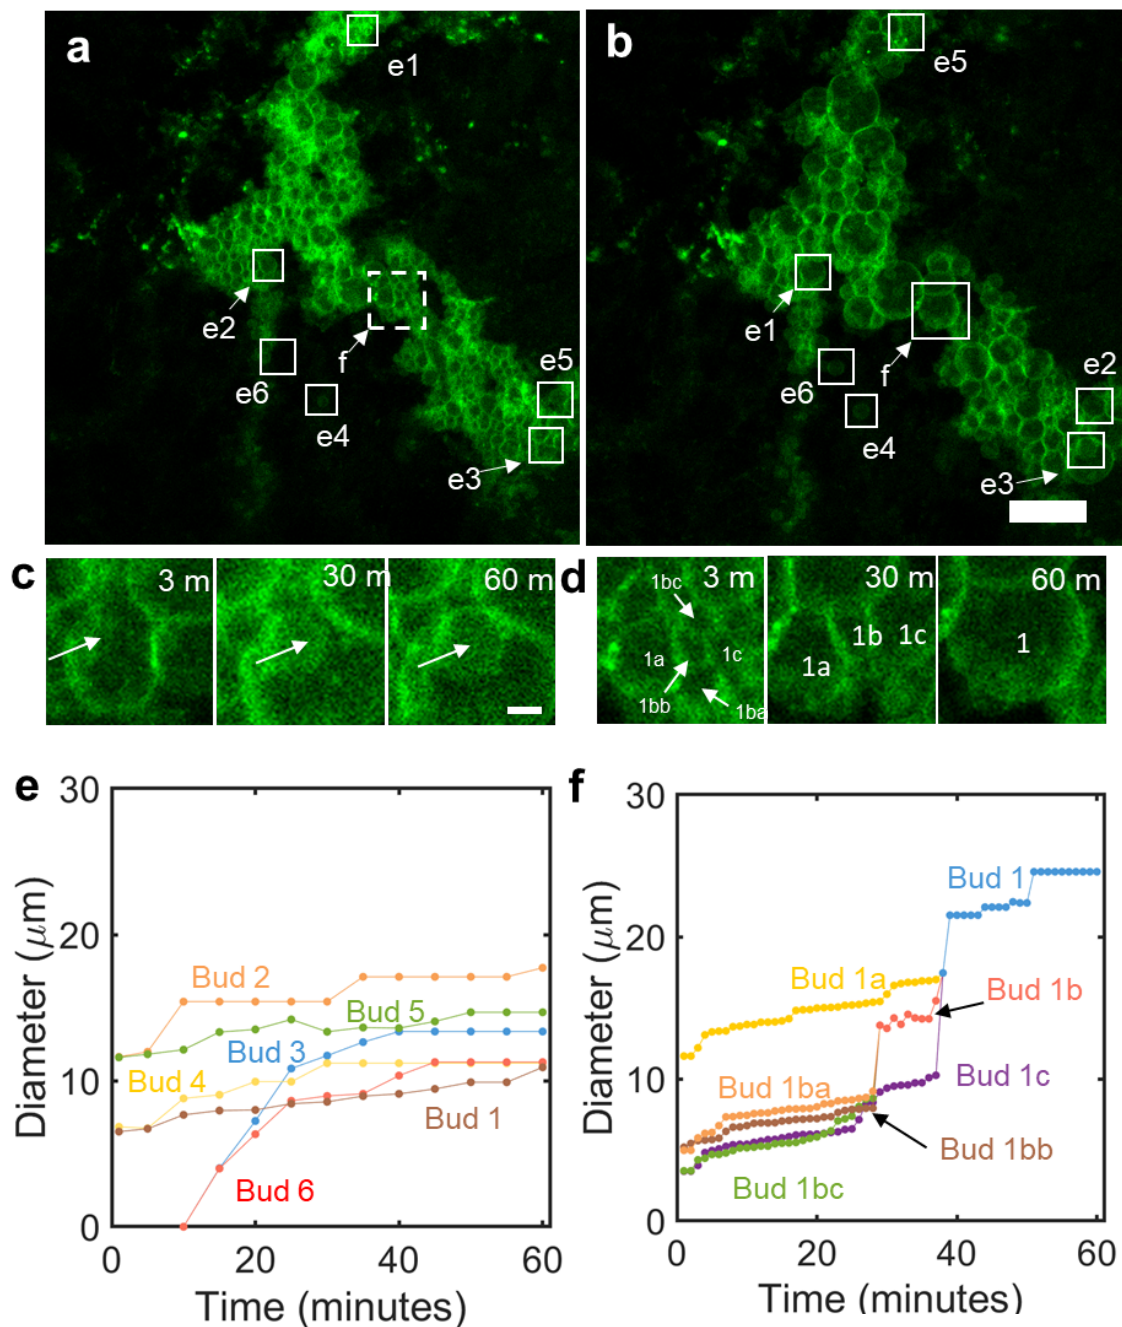 a
e1
e2
f
e6
e4
e5
e3
b
e5
e1
f
e6
e4
e2
e3
c
3 m
30 m
60 m
d
1bc
3 m
1a
1c
1bb
1ba
30 m
1b
1c
1a
60 m
1
e
30
20
10
0
Diameter (μm)
Bud 2
Bud 5
Bud 3
Bud 4
Bud 1
Bud 6
0
20
40
60
Time (minutes)
f
30
20
10
0
Diameter (μm)
Bud 1
Bud 1a
Bud 1b
Bud 1ba
Bud 1c
Bud 1bb
Bud 1bc
0
20
40
60
Time (minutes)